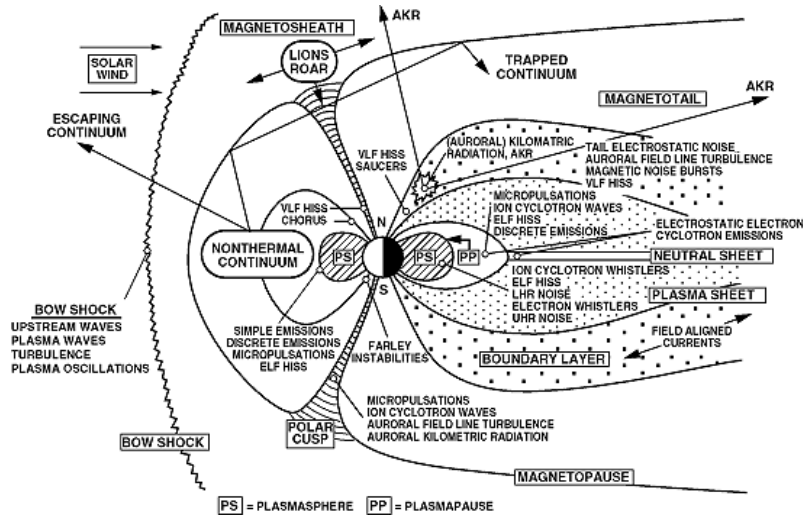 AKR
MAGNETOSHEATH
SOLAR
WIND
LIONS
ROAR
TRAPPED
CONTINUUM
AKR
MAGNETOTAIL
ESCAPING
CONTINUUM
(AURORAL) KILOMATRIC
RADIATION, AKR
TAIL ELECTROSTATIC NOISE,
AURORAL FIELD LINE TURBULENCE
MAGNETIC NOISE BURSTS
VLF HISS
VLF HISS
SAUCERS
MICROPULSATIONS
ION CYCLOTRON WAVES
ELF HISS
DISCRETE EMISSIONS
VLF HISS
CHORUS
N
ELECTROSTATIC ELECTRON
CYCLOTRON EMISSIONS
NONTHERMAL
CONTINUUM
PS
PS
PP
NEUTRAL SHEET
S
ION CYCLOTRON WHISTLERS
ELF HISS
LHR NOISE
ELECTRON WHISTLERS
UHR NOISE
PLASMA SHEET
BOW SHOCK
UPSTREAM WAVES
PLASMA WAVES
TURBULENCE
PLASMA OSCILLATIONS
SIMPLE EMISSIONS
DISCRETE EMISSIONS
MICROPULSATIONS
ELF HISS
FARLEY
INSTABILITIES
BOUNDARY LAYER
FIELD ALIGNED
CURRENTS
MICROPULSATIONS
ION CYCLOTRON WAVES
AURORAL FIELD LINE TURBULENCE
AURORAL KILOMETRIC RADIATION
POLAR
CUSP
BOW SHOCK
MAGNETOPAUSE
PS = PLASMASPHERE PP = PLASMAPAUSE